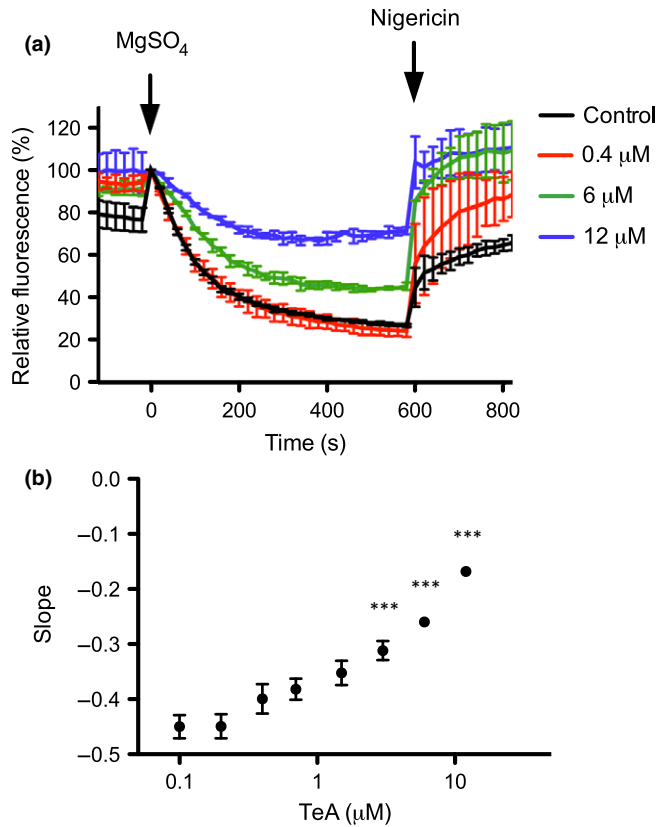 (a)
MgSO₄
Nigericin
Control
0.4 μM
6 μM
12 μM
Relative fluorescence (%)
120
100
80
60
40
20
0
0
200
400
600
800
Time (s)
(b)
Slope
0.0
–0.1
–0.2
–0.3
–0.4
–0.5
***
***
***
0.1
1
10
TeA (μM)